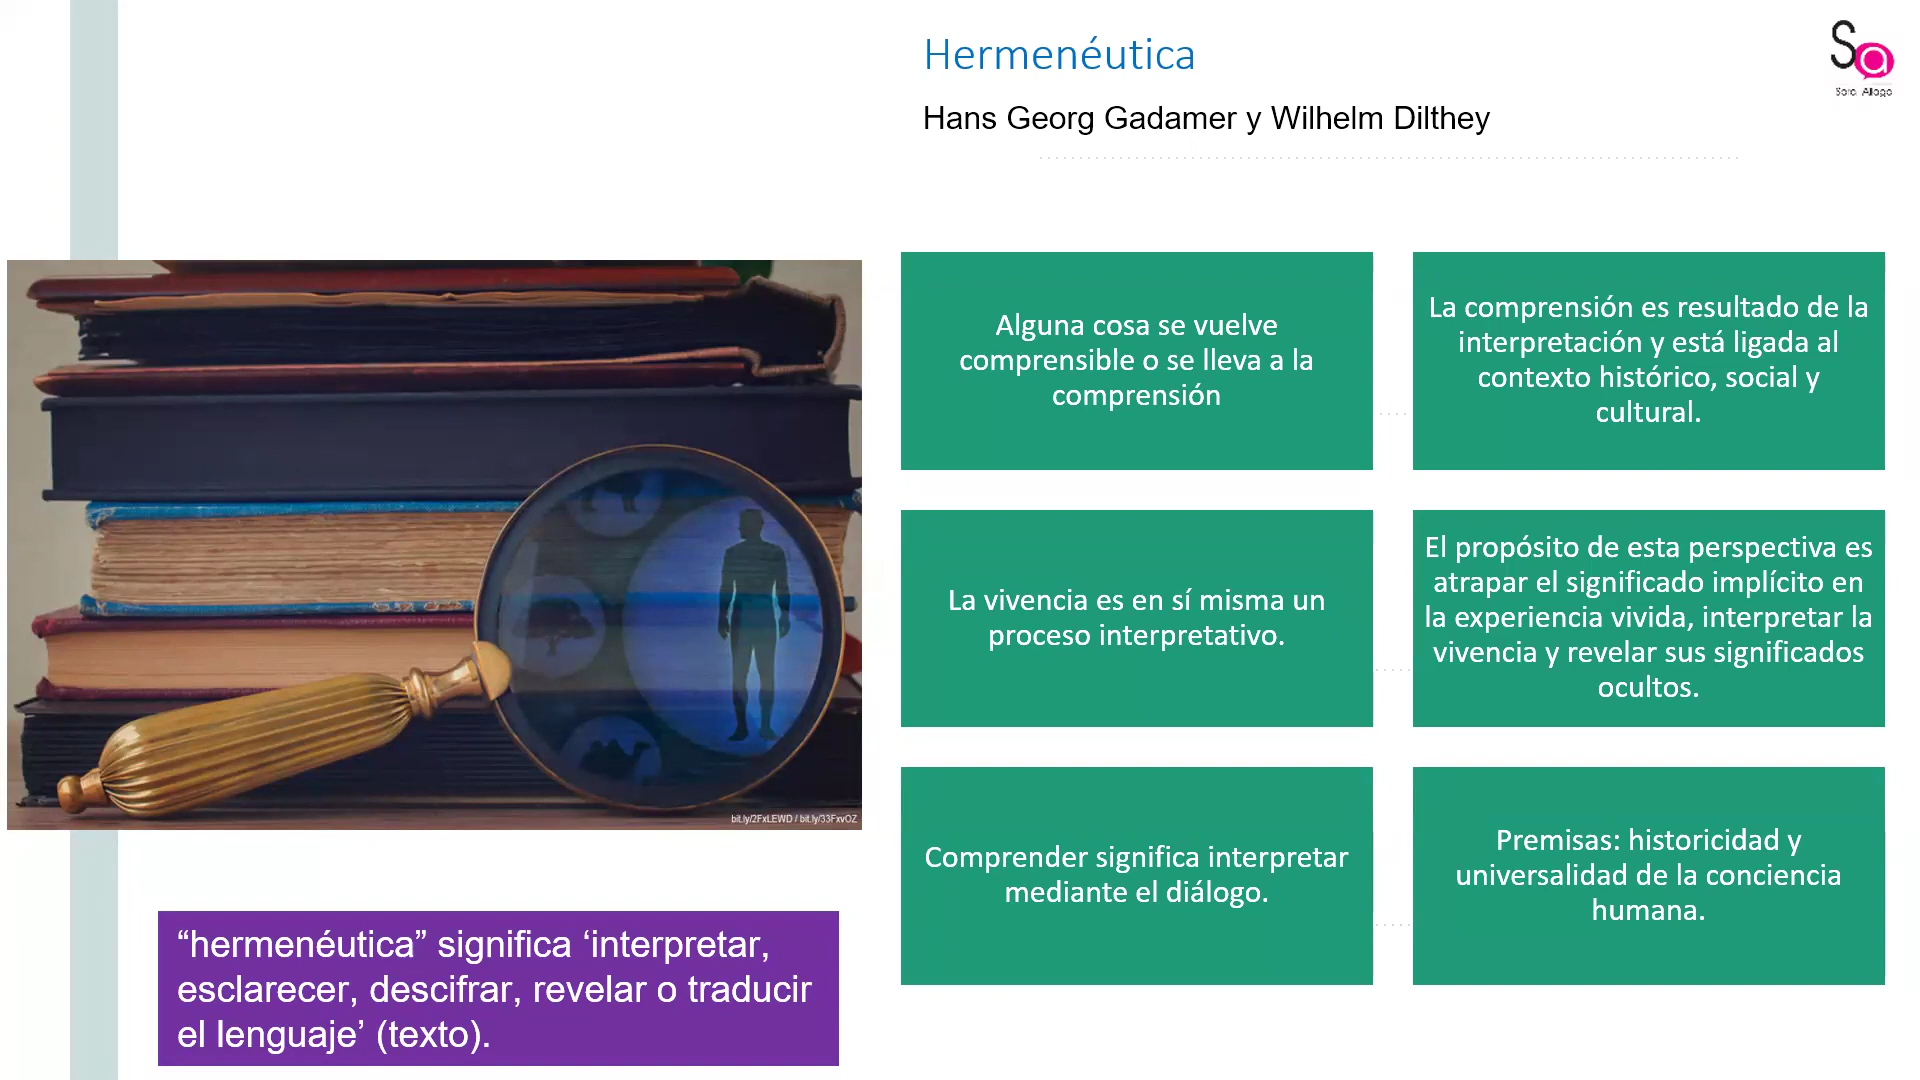 Hermenéutica
Sa
Sara Aliaga
Hans Georg Gadamer y Wilhelm Dilthey
Alguna cosa se vuelve
comprensible o se lleva a la
comprensión
La comprensión es resultado de la
interpretación y está ligada al
contexto histórico, social y
cultural.
La vivencia es en sí misma un
proceso interpretativo.
El propósito de esta perspectiva es
atrapar el significado implícito en
la experiencia vivida, interpretar la
vivencia y revelar sus significados
ocultos.
Comprender significa interpretar
mediante el diálogo.
Premisas: historicidad y
universalidad de la conciencia
humana.
bit.ly/2FxLEWD / bit.ly/33FxvOZ
“hermenéutica” significa ‘interpretar,
esclarecer, descifrar, revelar o traducir
el lenguaje’ (texto).